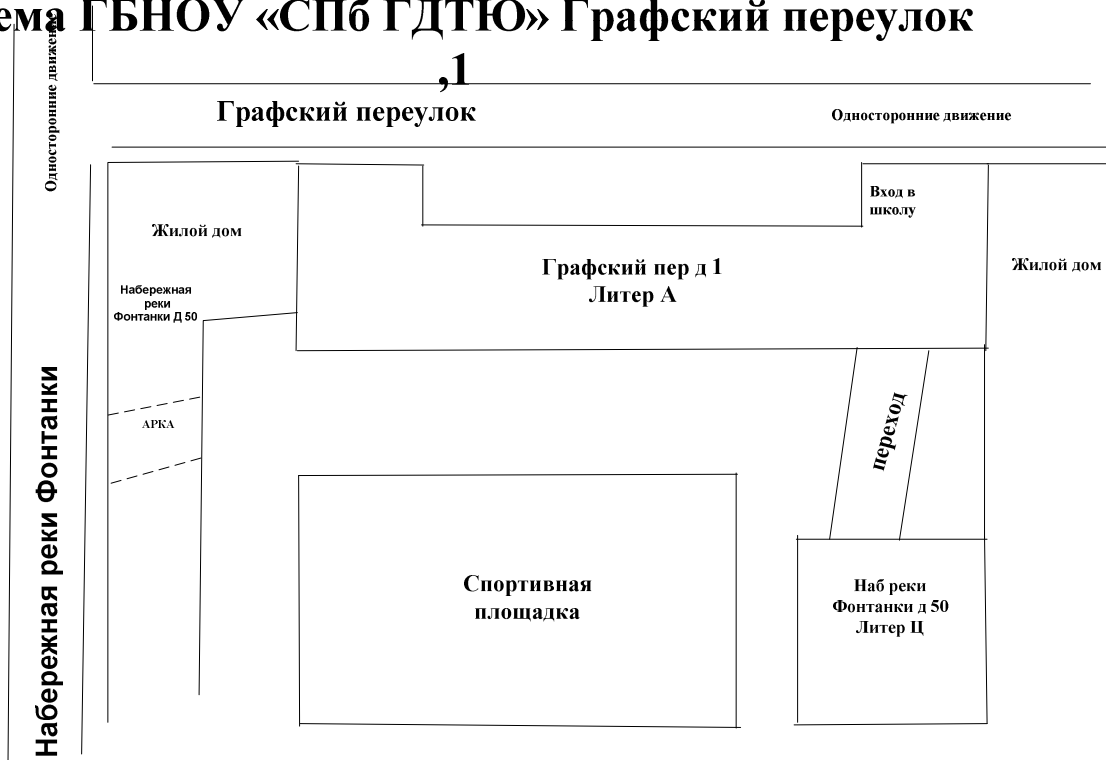 ема ГБНОУ «СПб ГДТЮ» Графский переулок
,1
Односторонние движение
Графский переулок
Односторонние движение
Вход в
школу
Жилой дом
Графский пер д 1
Литер А
Жилой дом
Набережная
реки
Фонтанки Д 50
АРКА
переход
Набережная реки Фонтанки
Спортивная
площадка
Наб реки
Фонтанки д 50
Литер Ц